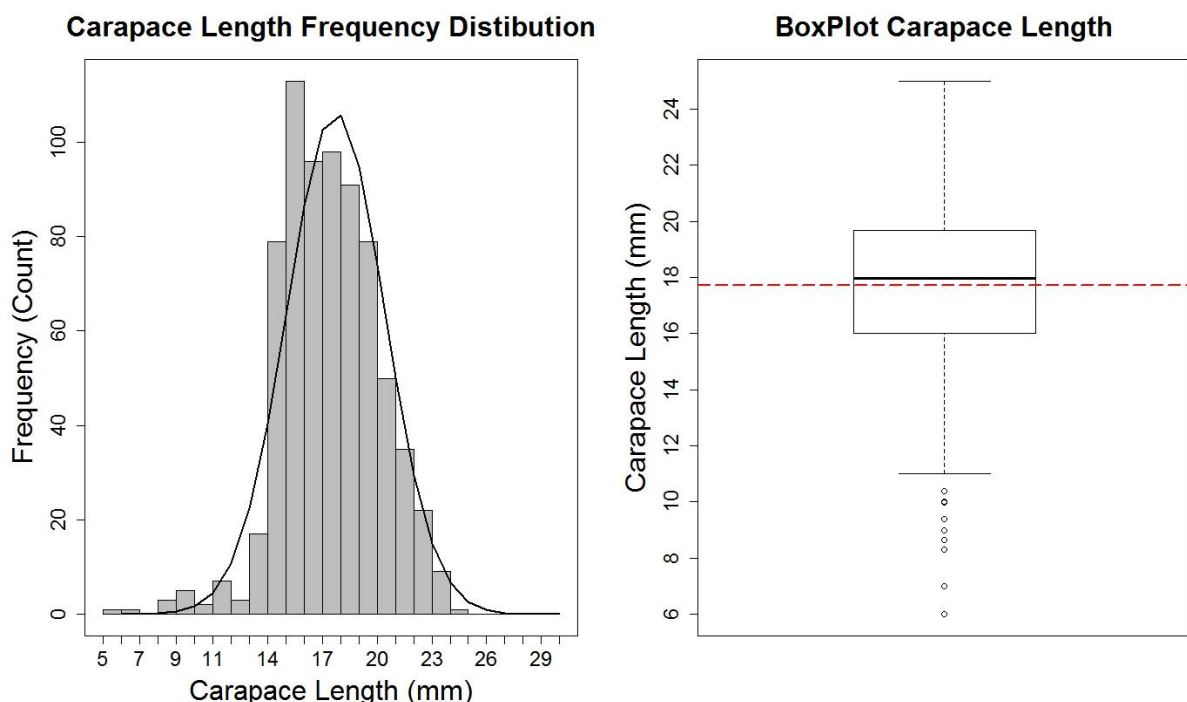 Carapace Length Frequency Distibution
Frequency (Count)
0
20
40
60
80
100
5 7 9 11 14 17 20 23 26 29
Carapace Length (mm)
BoxPlot Carapace Length
Carapace Length (mm)
6
8
10
12
14
16
18
20
22
24